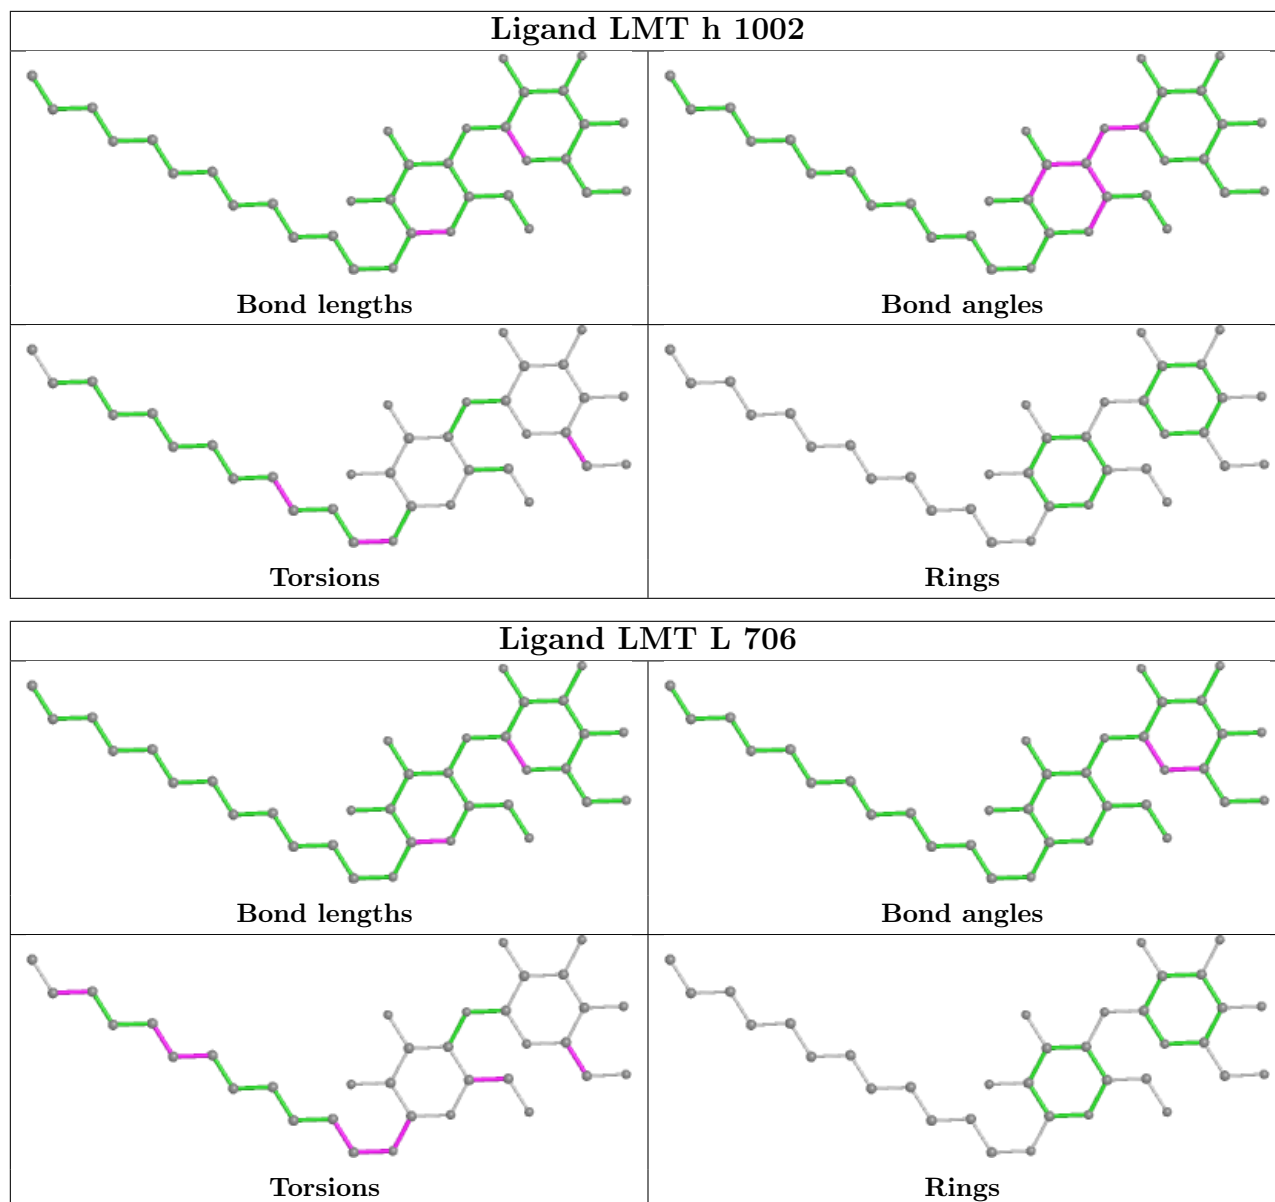 Ligand LMT h 1002
Bond lengths
Bond angles
Torsions
Rings
Ligand LMT L 706
Bond lengths
Bond angles
Torsions
Rings